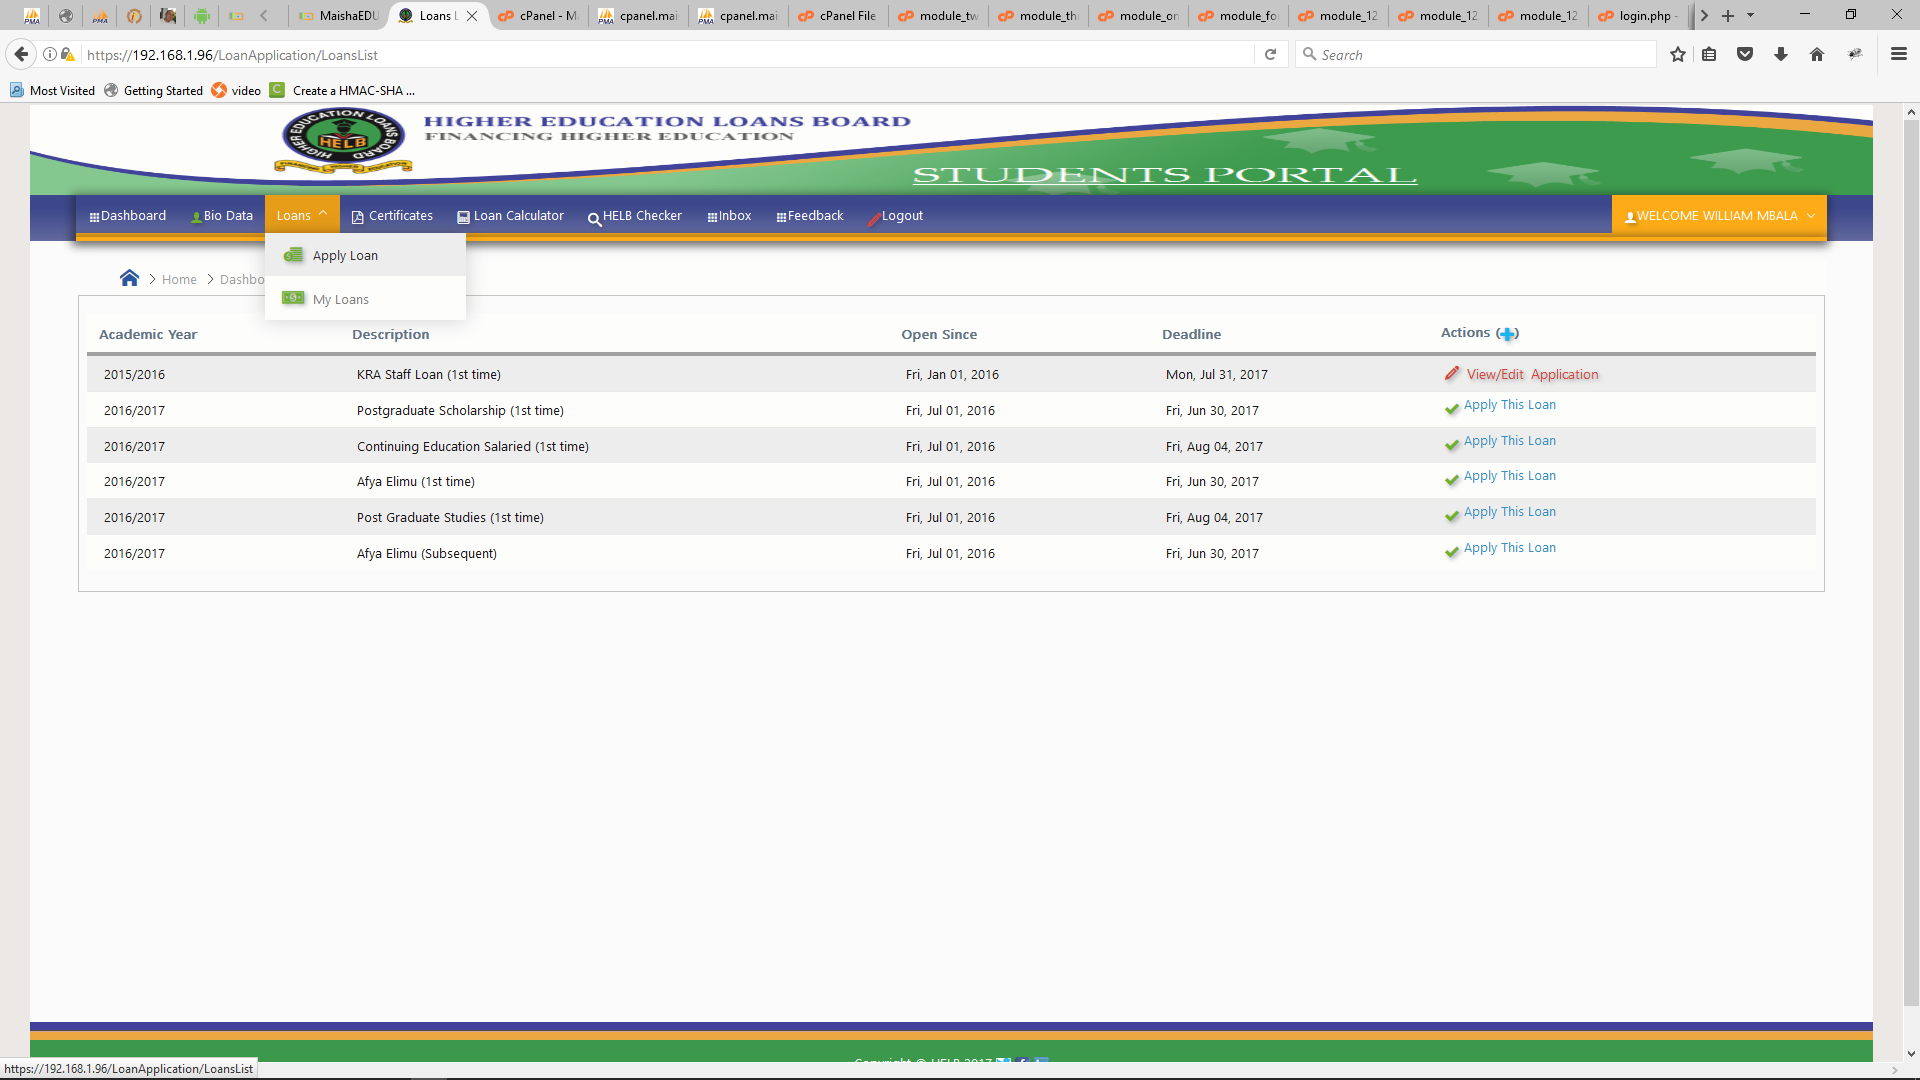 MaishaEDU
Loans L
cPanel - M
cpanel.mai
cpanel.mai
cPanel File
module_tw
module_th
module_on
module_fo
module_12
module_12
module_12
login.php -
https://192.168.1.96/LoanApplication/LoansList
Search
Most Visited
Getting Started
video
Create a HMAC-SHA ...
HIGHER EDUCATION LOANS BOARD
HELB
HIGHER EDUCATION LOANS BOARD
FINANCING HIGHER EDUCATION
STUDENTS PORTAL
Dashboard
Bio Data
Loans
Certificates
Loan Calculator
HELB Checker
Inbox
Feedback
Logout
WELCOME WILLIAM MBALA
Apply Loan
My Loans
Home
Dashbo
Academic Year Description Open Since Deadline Actions ( )
2015/2016 KRA Staff Loan (1st time) Fri, Jan 01, 2016 Mon, Jul 31, 2017 View/Edit Application
2016/2017 Postgraduate Scholarship (1st time) Fri, Jul 01, 2016 Fri, Jun 30, 2017 Apply This Loan
2016/2017 Continuing Education Salaried (1st time) Fri, Jul 01, 2016 Fri, Aug 04, 2017 Apply This Loan
2016/2017 Afya Elimu (1st time) Fri, Jul 01, 2016 Fri, Jun 30, 2017 Apply This Loan
2016/2017 Post Graduate Studies (1st time) Fri, Jul 01, 2016 Fri, Aug 04, 2017 Apply This Loan
2016/2017 Afya Elimu (Subsequent) Fri, Jul 01, 2016 Fri, Jun 30, 2017 Apply This Loan
Copyright © HELB 2017
https://192.168.1.96/LoanApplication/LoansList